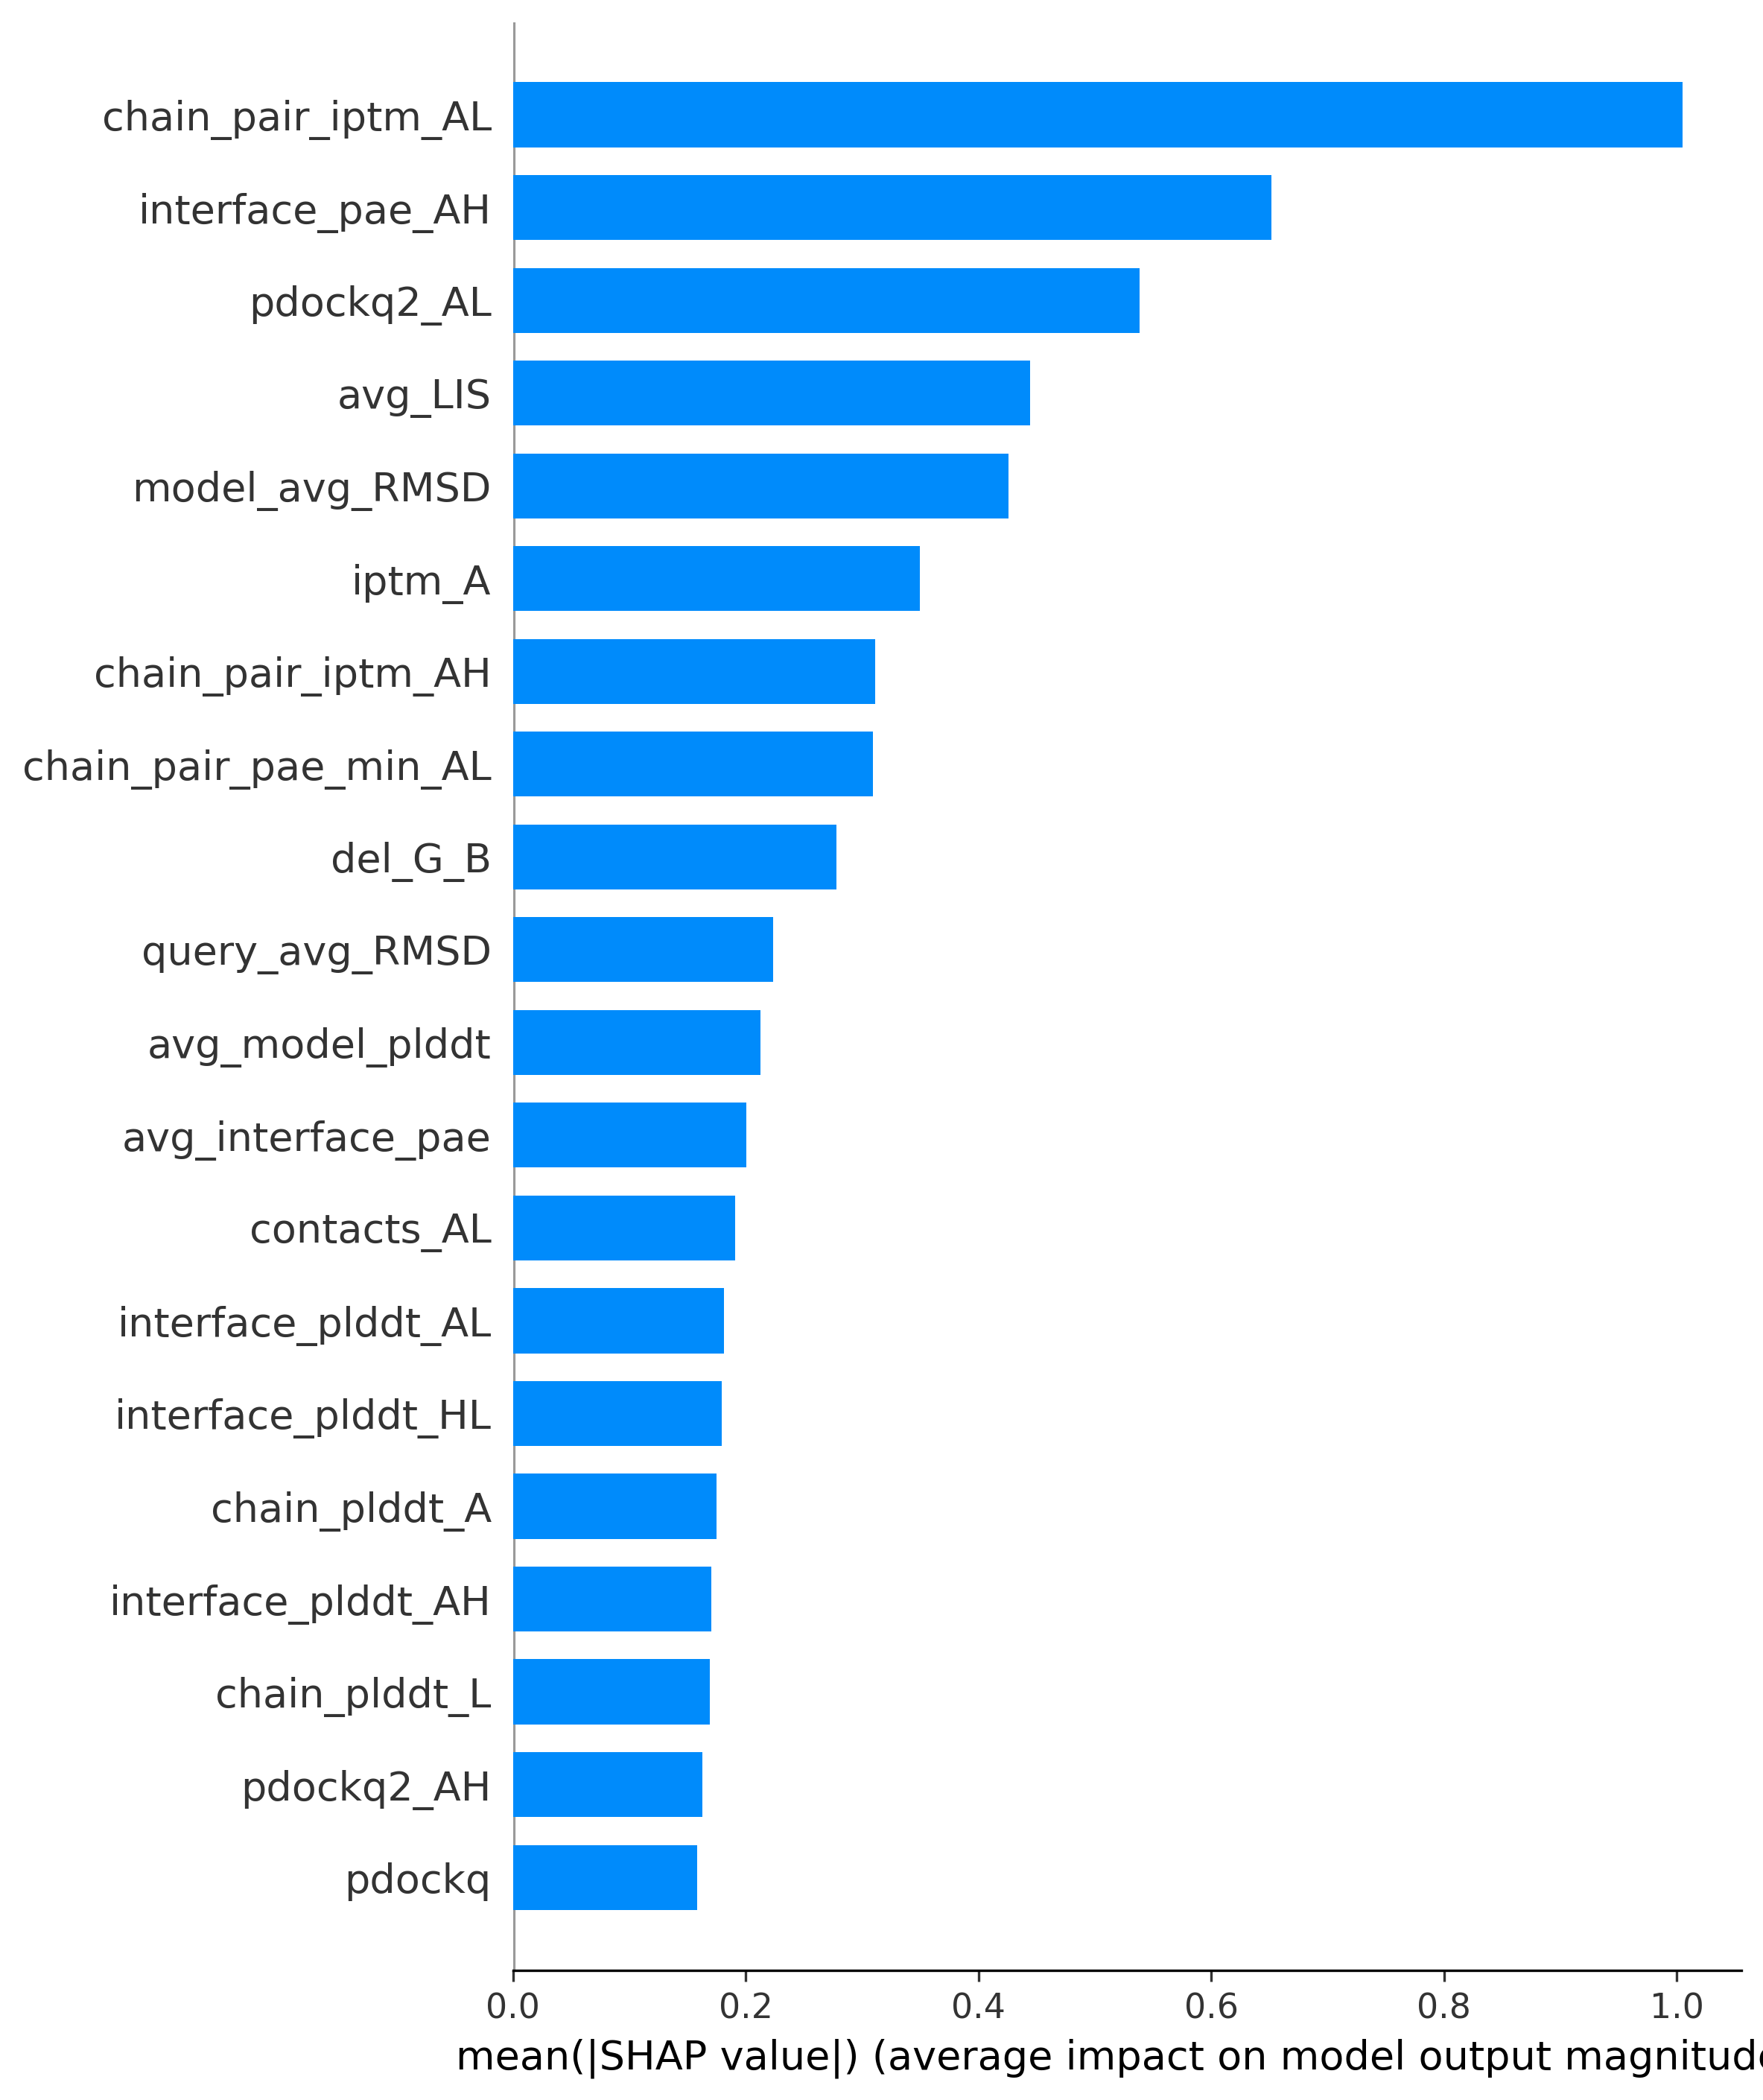 chain_pair_iptm_AL
interface_pae_AH
pdockq2_AL
avg_LIS
model_avg_RMSD
iptm_A
chain_pair_iptm_AH
chain_pair_pae_min_AL
del_G_B
query_avg_RMSD
avg_model_plddt
avg_interface_pae
contacts_AL
interface_plddt_AL
interface_plddt_HL
chain_plddt_A
interface_plddt_AH
chain_plddt_L
pdockq2_AH
pdockq
0.0 0.2 0.4 0.6 0.8 1.0
mean(|SHAP value|) (average impact on model output magnitude